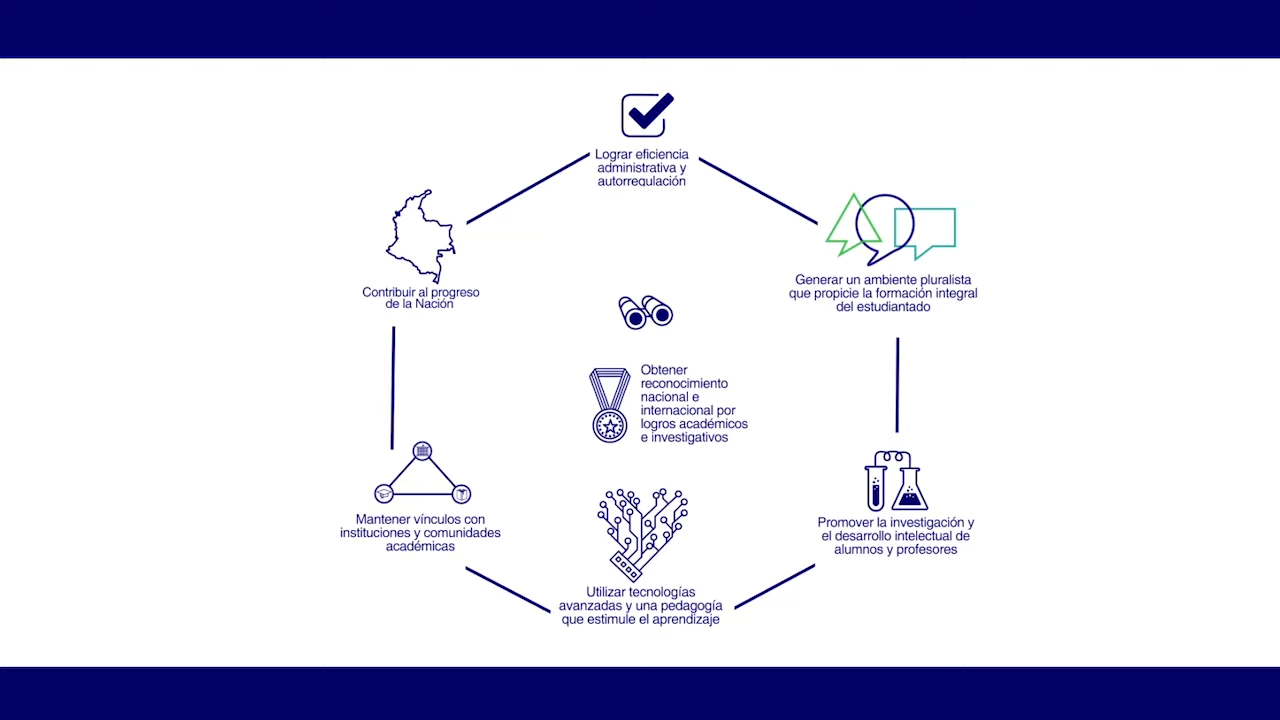 Lograr eficiencia
administrativa y
autorregulación
Contribuir al progreso
de la Nación
Generar un ambiente pluralista
que propicie la formación integral
del estudiantado
Obtener
reconocimiento
nacional e
internacional por
logros académicos
e investigativos
Mantener vínculos con
instituciones y comunidades
académicas
Promover la investigación y
el desarrollo intelectual de
alumnos y profesores
Utilizar tecnologías
avanzadas y una pedagogía
que estimule el aprendizaje